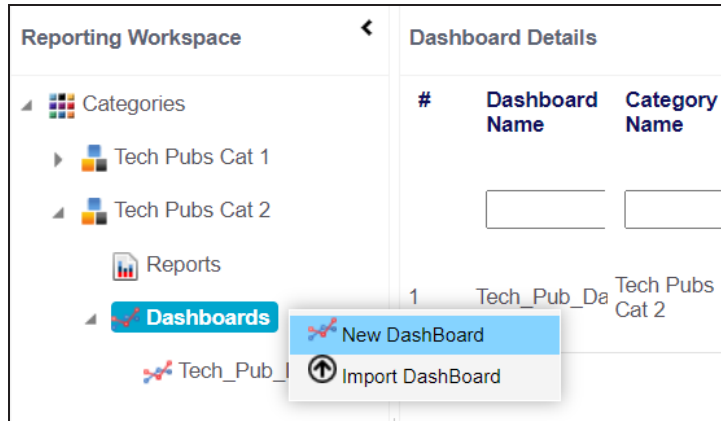 Reporting Workspace
Dashboard Details
Categories
Tech Pubs Cat 1
Tech Pubs Cat 2
Reports
Dashboards
Tech_Pub_
New DashBoard
Import DashBoard
# Dashboard Category
Name Name
1 Tech_Pub_Da Tech Pubs
Cat 2